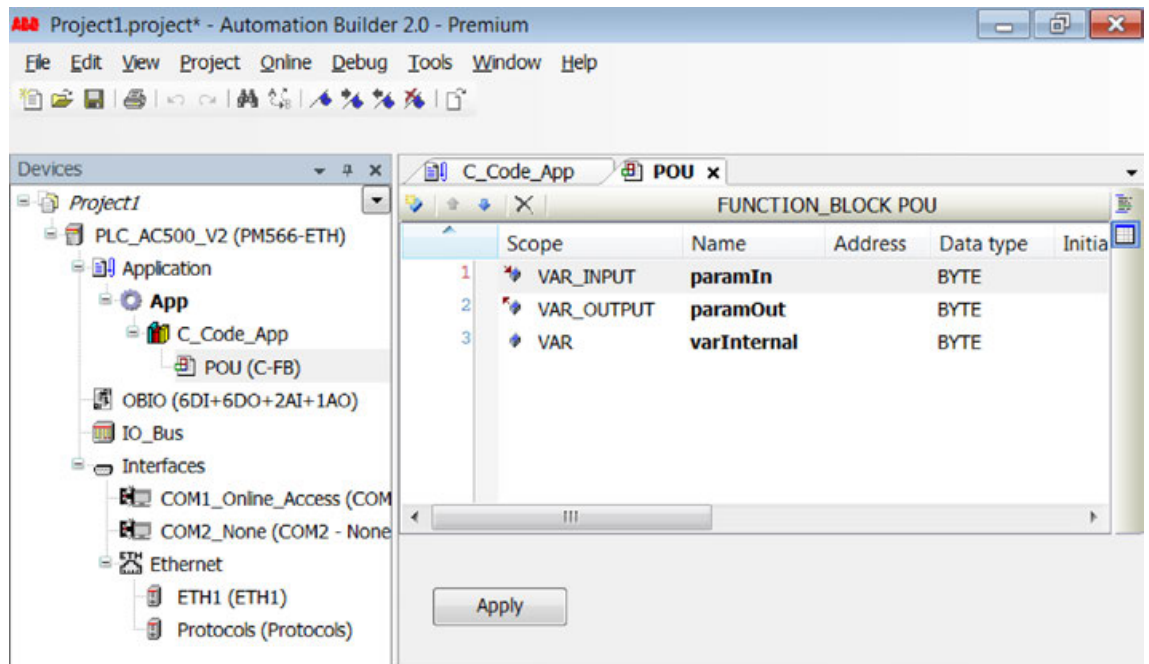 ABB Project1.project* - Automation Builder 2.0 - Premium
File Edit View Project Online Debug Tools Window Help
Devices
C_Code_App POU
Project1
FUNCTION_BLOCK POU
PLC_AC500_V2 (PM566-ETH)
Scope Name Address Data type Initia
Application
1 VAR_INPUT paramIn BYTE
App
2 VAR_OUTPUT paramOut BYTE
C_Code_App
3 VAR varInternal BYTE
POU (C-FB)
OBIO (6DI+6DO+2AI+1AO)
IO_Bus
Interfaces
COM1_Online_Access (COM
COM2_None (COM2 - None
ETH Ethernet
ETH1 (ETH1)
Apply
Protocols (Protocols)